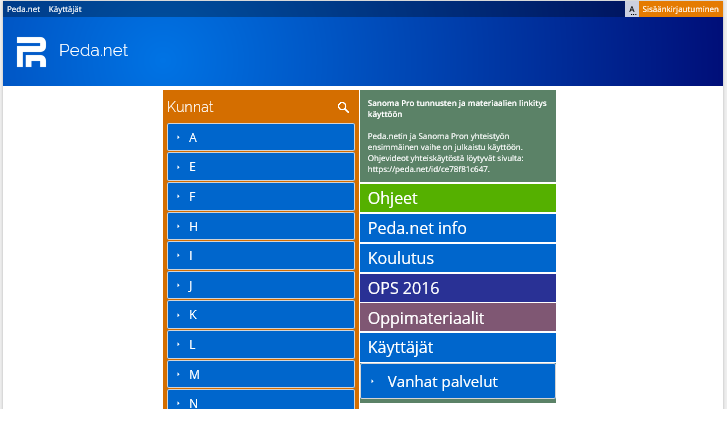 Peda.net Käyttäjät
A Sisäänkirjautuminen
Peda.net
Kunnat
A
E
F
H
I
J
K
L
M
N
Sanoma Pro tunnusten ja materiaalien linkitys
käyttöön
Peda.netin ja Sanoma Pron yhteistyön
ensimmäinen vaihe on julkaistu käyttöön.
Ohjevideot yhteiskäytöstä löytyvät sivulta:
https://peda.net/id/ce78f81c647.
Ohjeet
Peda.net info
Koulutus
OPS 2016
Oppimateriaalit
Käyttäjät
Vanhat palvelut